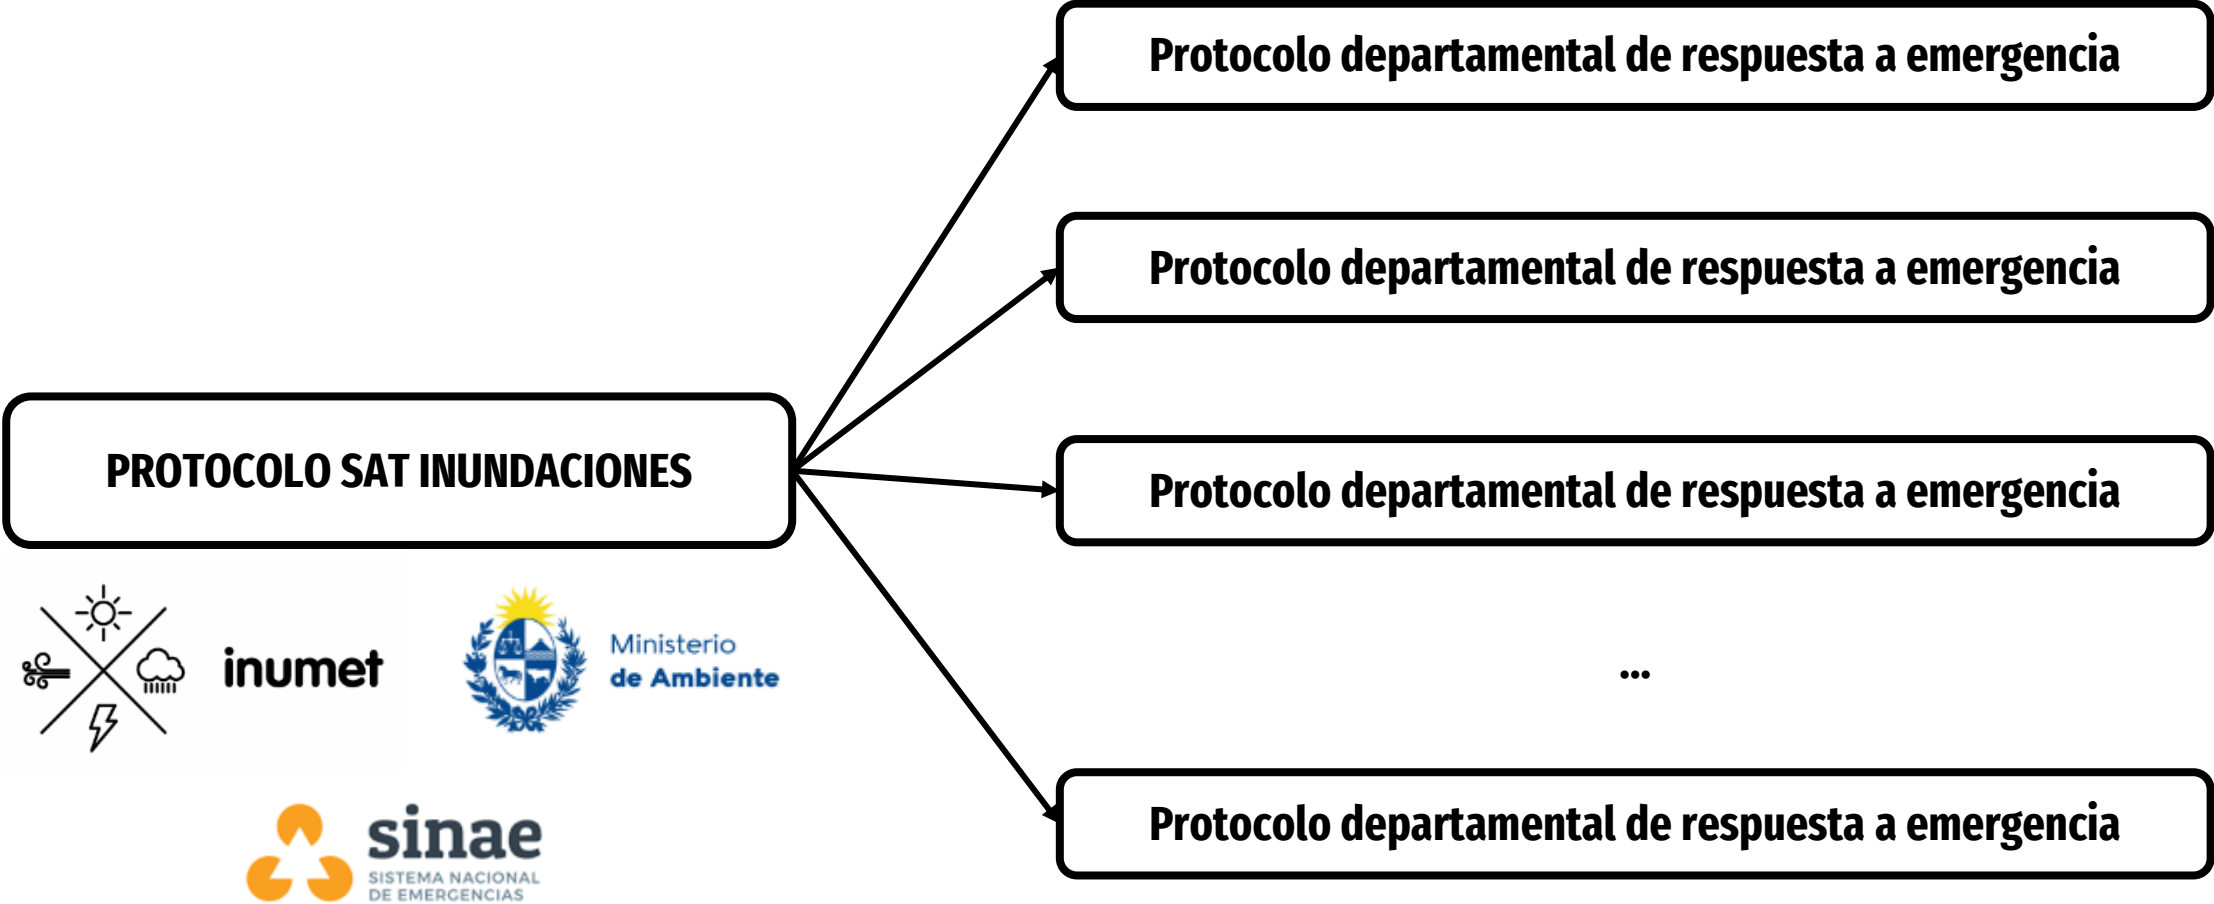 Protocolo departamental de respuesta a emergencia
Protocolo departamental de respuesta a emergencia
PROTOCOLO SAT INUNDACIONES
Protocolo departamental de respuesta a emergencia
inumet
Ministerio
de Ambiente
...
sinae
SISTEMA NACIONAL
DE EMERGENCIAS
Protocolo departamental de respuesta a emergencia